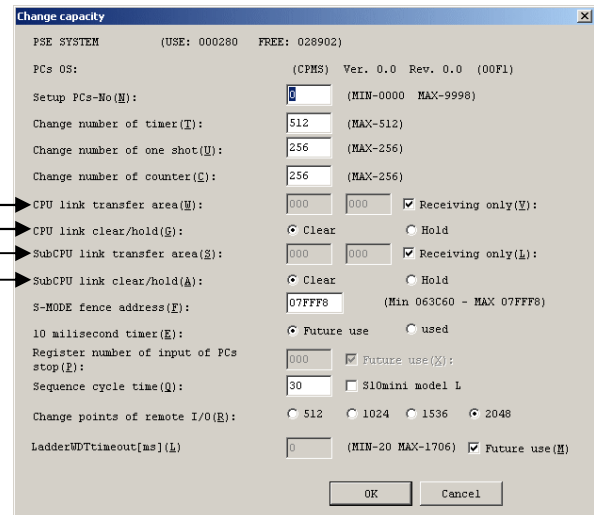 Change capacity
PSE SYSTEM (USE: 000280 FREE: 028902)
PCs OS: (CPMS) Ver. 0.0 Rev. 0.0 (00F1)
Setup PCs-No(N): 0 (MIN-0000 MAX-9998)
Change number of timer(T): 512 (MAX-512)
Change number of one shot(U): 256 (MAX-256)
Change number of counter(C): 256 (MAX-256)
CPU link transfer area(W): 000 000 Receiving only(V):
CPU link clear/hold(G): Clear Hold
SubCPU link transfer area(S): 000 000 Receiving only(L):
SubCPU link clear/hold(A): Clear Hold
S-MODE fence address(F): 07FFF8 (Min 063C60 - MAX 07FFF8)
10 milisecond timer(E): Future use used
Register number of input of PCs
stop(P): 000 Future use(X):
Sequence cycle time(Q): 30 S10mini model L
Change points of remote I/O(R): 512 1024 1536 2048
LadderWDTtimeout[ms](L) 0 (MIN-20 MAX-1706) Future use(M)
OK Cancel